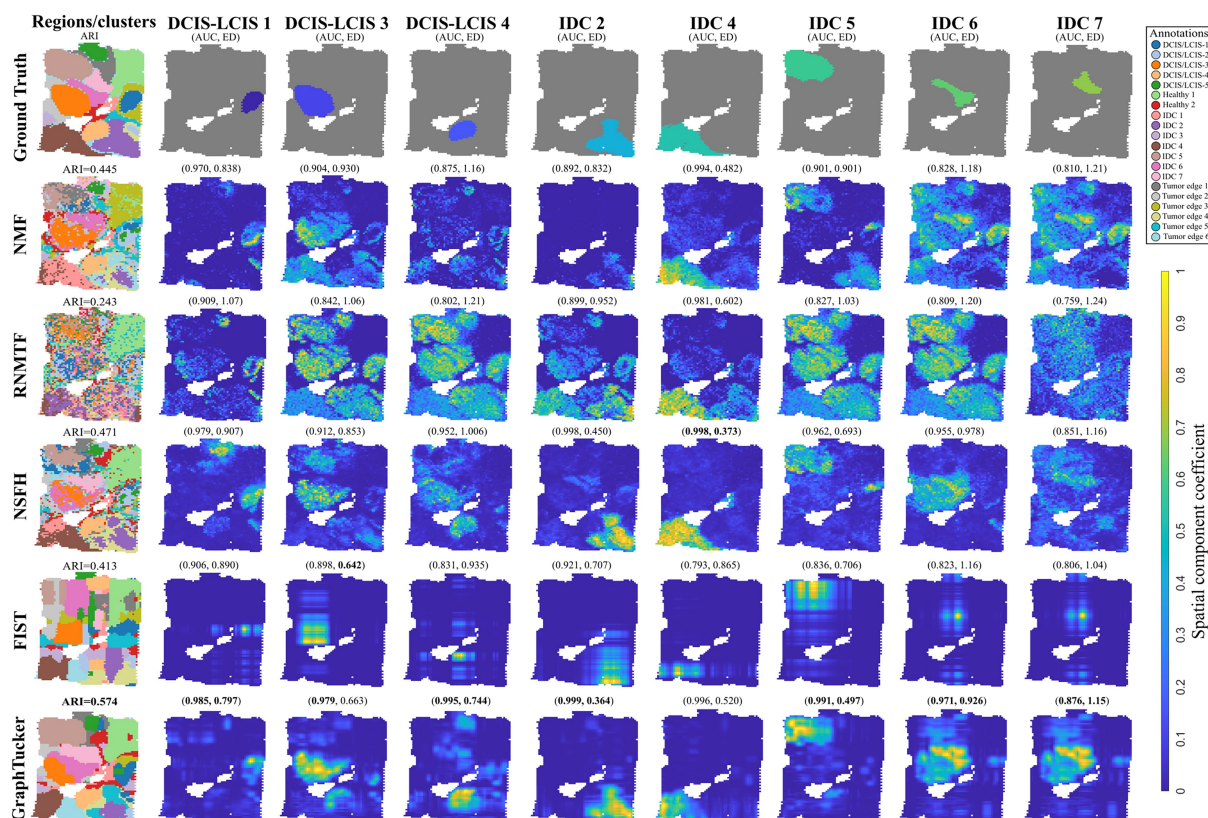 Regions/clusters DCIS-LCIS 1 DCIS-LCIS 3 DCIS-LCIS 4 IDC 2 IDC 4 IDC 5 IDC 6 IDC 7
ARI (AUC, ED) (AUC, ED) (AUC, ED) (AUC, ED) (AUC, ED) (AUC, ED) (AUC, ED) (AUC, ED)
Ground Truth
ARI=0.445 (0.970, 0.838) (0.904, 0.930) (0.875, 1.16) (0.892, 0.832) (0.994, 0.482) (0.901, 0.901) (0.828, 1.18) (0.810, 1.21)
NMF
ARI=0.243 (0.909, 1.07) (0.842, 1.06) (0.802, 1.21) (0.899, 0.952) (0.981, 0.602) (0.827, 1.03) (0.809, 1.20) (0.759, 1.24)
RNMTF
ARI=0.471 (0.979, 0.907) (0.912, 0.853) (0.952, 1.006) (0.998, 0.450) (0.998, 0.373) (0.962, 0.693) (0.955, 0.978) (0.851, 1.16)
NSFH
ARI=0.413 (0.906, 0.890) (0.898, 0.642) (0.831, 0.935) (0.921, 0.707) (0.793, 0.865) (0.836, 0.706) (0.823, 1.16) (0.806, 1.04)
FIST
ARI=0.574 (0.985, 0.797) (0.979, 0.663) (0.995, 0.744) (0.999, 0.364) (0.996, 0.520) (0.991, 0.497) (0.971, 0.926) (0.876, 1.15)
GraphTucker
Annotations
DCIS/LCIS-1
DCIS/LCIS-2
DCIS/LCIS-3
DCIS/LCIS-4
DCIS/LCIS-5
Healthy 1
Healthy 2
IDC 1
IDC 2
IDC 3
IDC 4
IDC 5
IDC 6
IDC 7
Tumor edge 1
Tumor edge 2
Tumor edge 3
Tumor edge 4
Tumor edge 5
Tumor edge 6
1
0.9
0.8
0.7
0.6
0.5
0.4
0.3
0.2
0.1
0
Spatial component coefficient